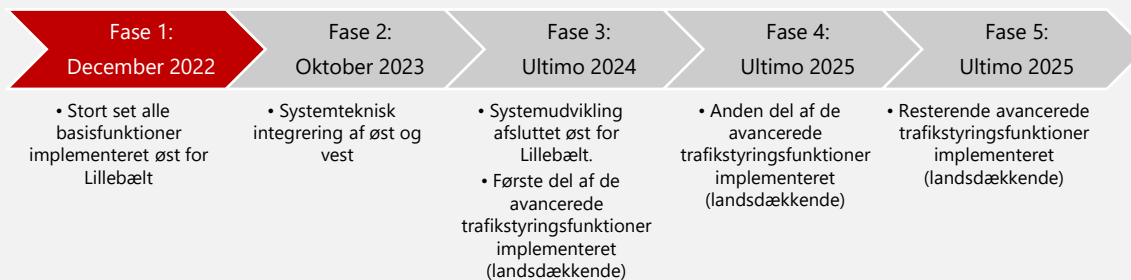 Fase 1:
December 2022
• Stort set alle
basisfunktioner
implementeret øst for
Lillebælt
Fase 2:
Oktober 2023
• Systemteknisk
integrering af øst og
vest
Fase 3:
Ultimo 2024
• Systemudvikling
afsluttet øst for
Lillebælt.
• Første del af de
avancerede
trafikstyringsfunktioner
implementeret
(landsdækkende)
Fase 4:
Ultimo 2025
• Anden del af de
avancerede
trafikstyringsfunktioner
implementeret
(landsdækkende)
Fase 5:
Ultimo 2025
• Resterende avancerede
trafikstyringsfunktioner
implementeret
(landsdækkende)